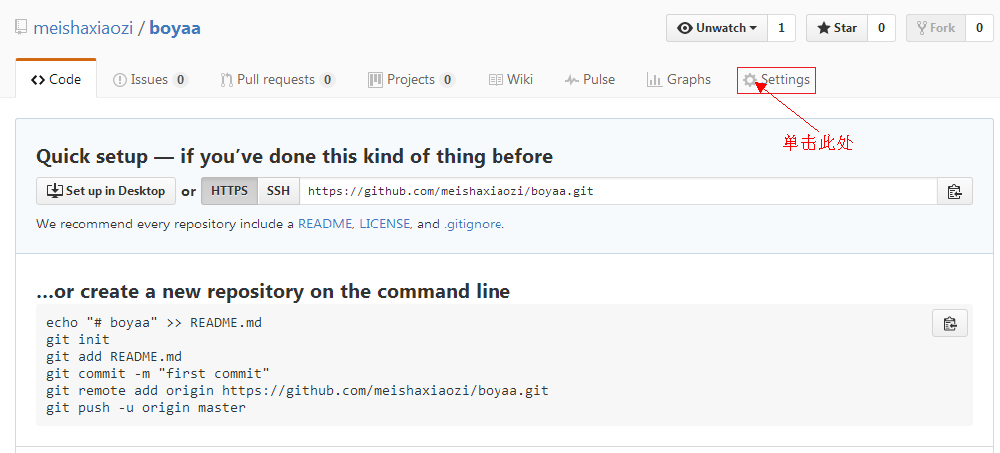 meishaxiaozi / boyaa
Unwatch 1 Star 0 Fork 0
Code Issues 0 Pull requests 0 Projects 0 Wiki Pulse Graphs Settings
单击此处
Quick setup — if you’ve done this kind of thing before
Set up in Desktop or HTTPS SSH https://github.com/meishaxiaozi/boyaa.git
We recommend every repository include a README, LICENSE, and .gitignore.
…or create a new repository on the command line
echo "# boyaa" >> README.md
git init
git add README.md
git commit -m "first commit"
git remote add origin https://github.com/meishaxiaozi/boyaa.git
git push -u origin master